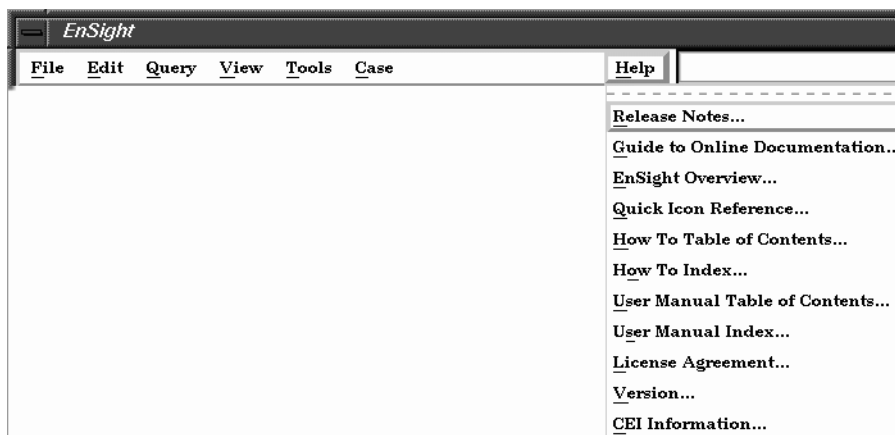 EnSight
File Edit Query View Tools Case Help
Release Notes...
Guide to Online Documentation..
EnSight Overview...
Quick Icon Reference...
How To Table of Contents...
How To Index...
User Manual Table of Contents...
User Manual Index...
License Agreement...
Version...
CEI Information...